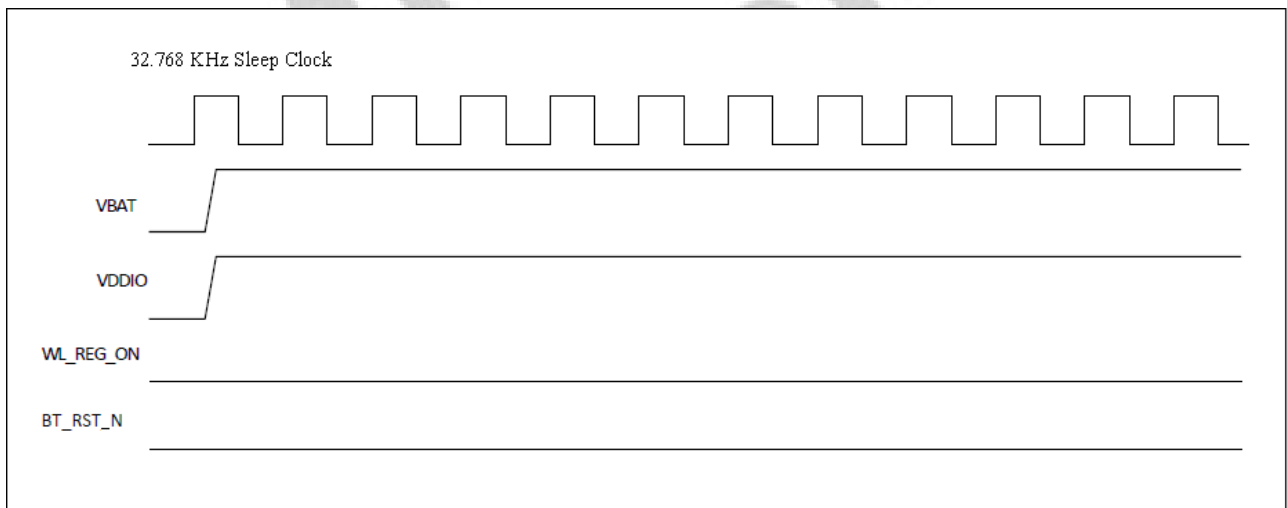 32.768 KHz Sleep Clock
VBAT
VDDIO
WL_REG_ON
BT_RST_N